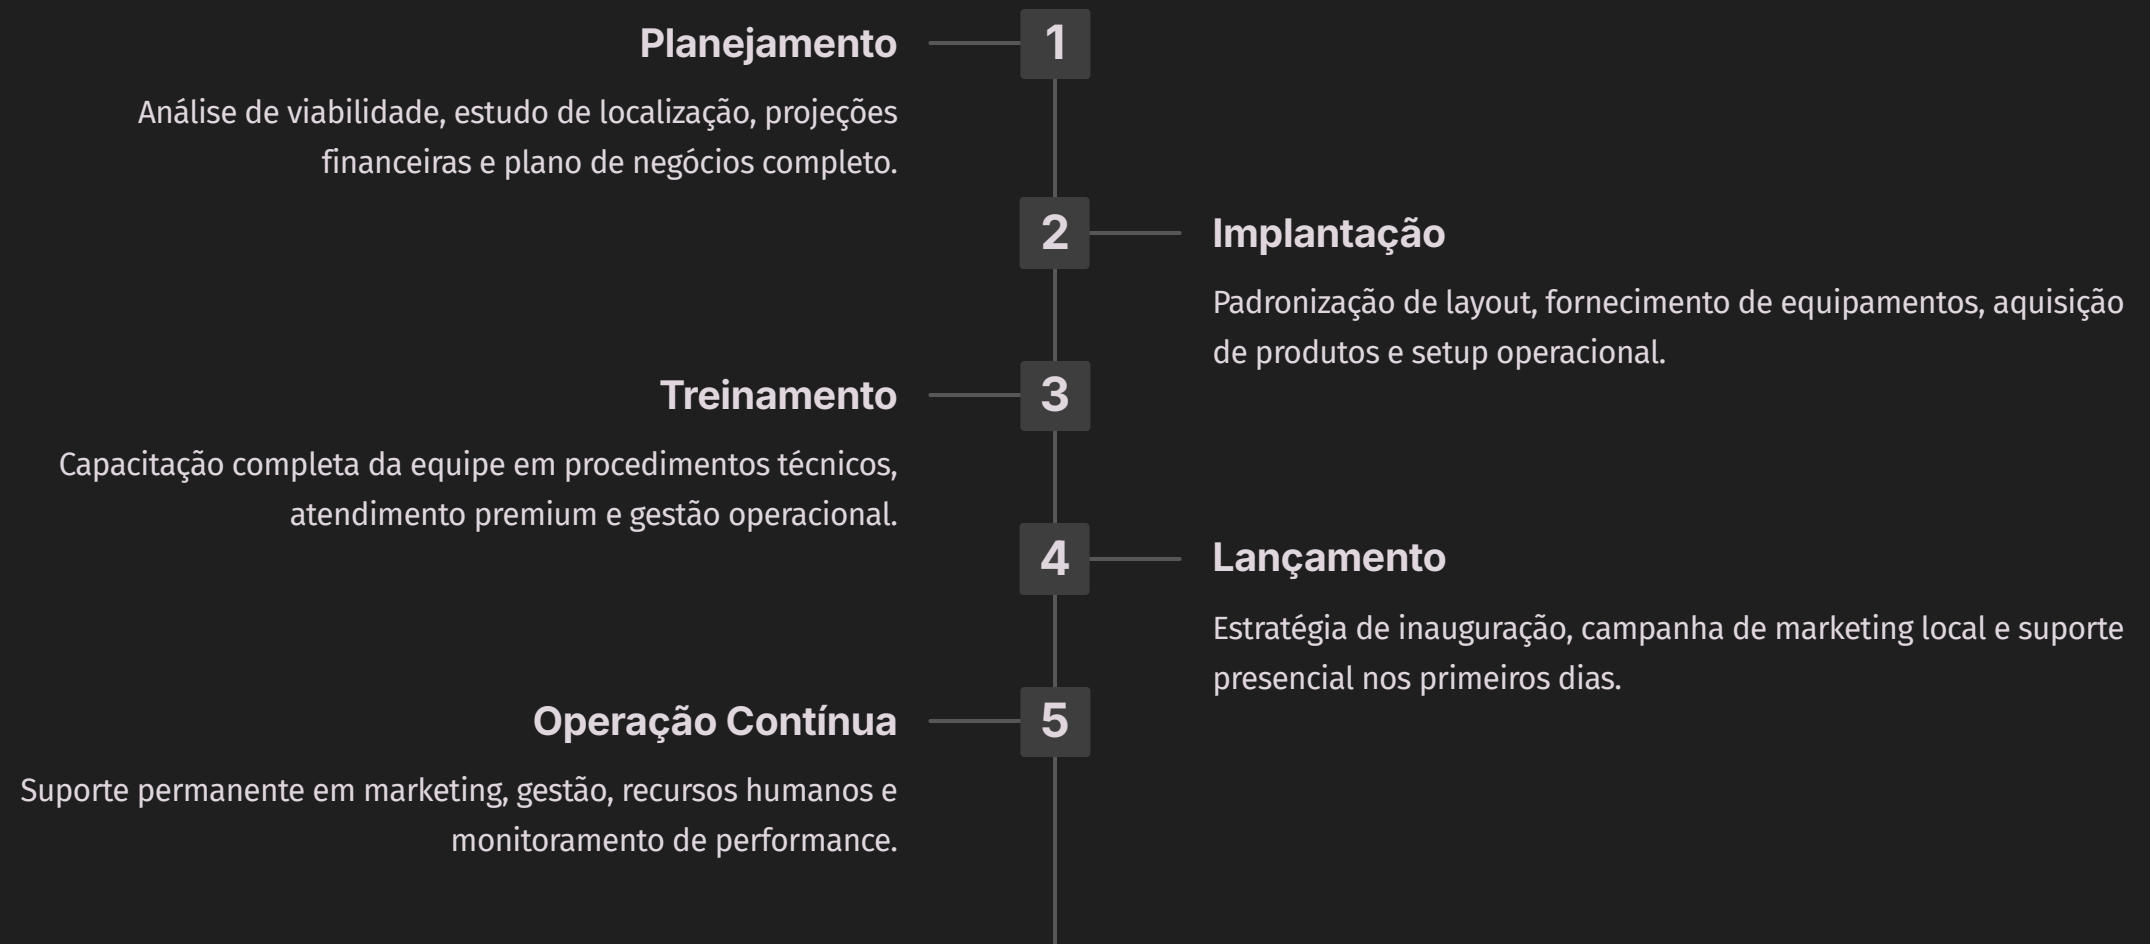 Planejamento
1
Análise de viabilidade, estudo de localização, projeções
financeiras e plano de negócios completo.
2
Implantação
Padronização de layout, fornecimento de equipamentos, aquisição
de produtos e setup operacional.
Treinamento
3
Capacitação completa da equipe em procedimentos técnicos,
atendimento premium e gestão operacional.
4
Lançamento
Estratégia de inauguração, campanha de marketing local e suporte
presencial nos primeiros dias.
Operação Contínua
5
Suporte permanente em marketing, gestão, recursos humanos e
monitoramento de performance.